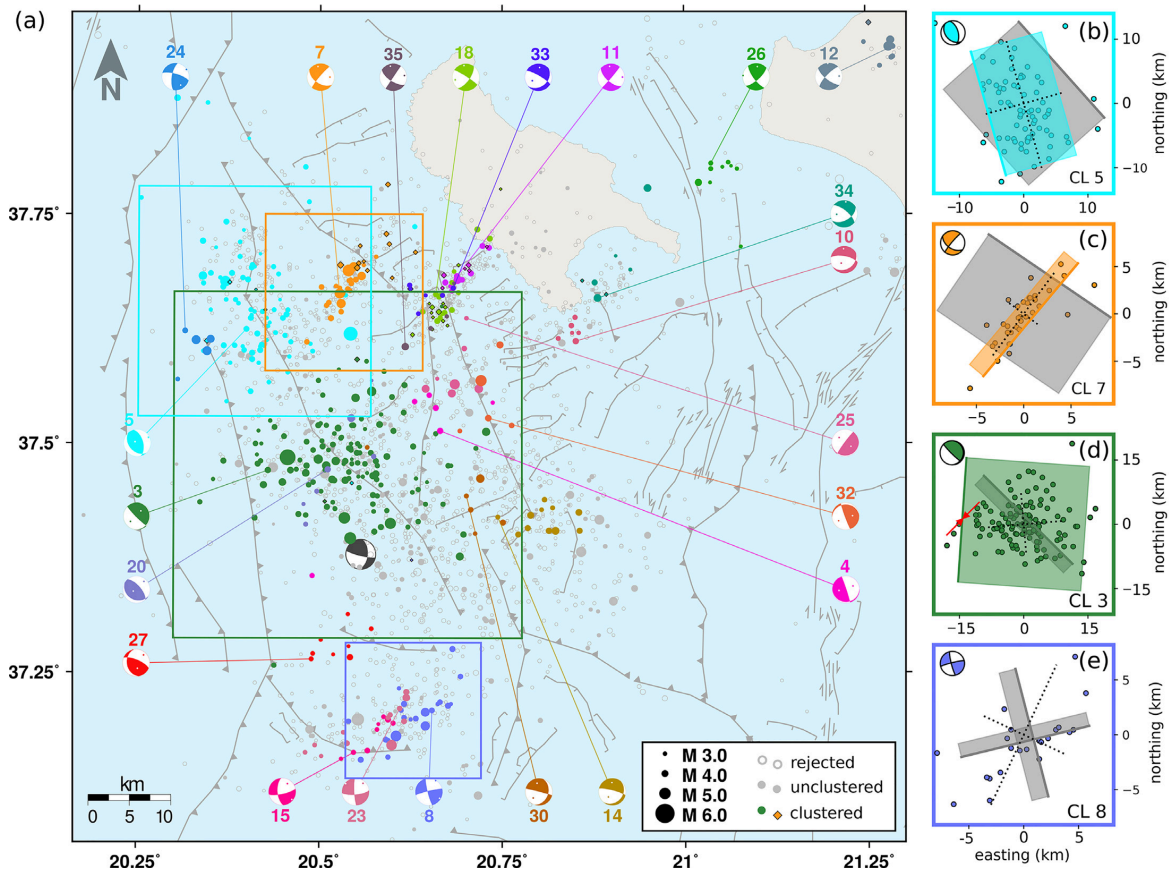 (a)
24
7
35
18
33
11
26
12
N
37.75°
37.5°
37.25°
34
10
25
32
4
5
3
20
27
15
23
8
30
14
km
0 5 10
M 3.0
M 4.0
M 5.0
M 6.0
rejected
unclustered
clustered
20.25°
20.5°
20.75°
21°
21.25°
(b)
10
0
−10
northing (km)
CL 5
−10
0
10
(c)
5
0
−5
northing (km)
CL 7
−5
0
5
(d)
15
0
−15
northing (km)
CL 3
-15
0
15
(e)
5
0
−5
northing (km)
CL 8
-5
0
5
easting (km)